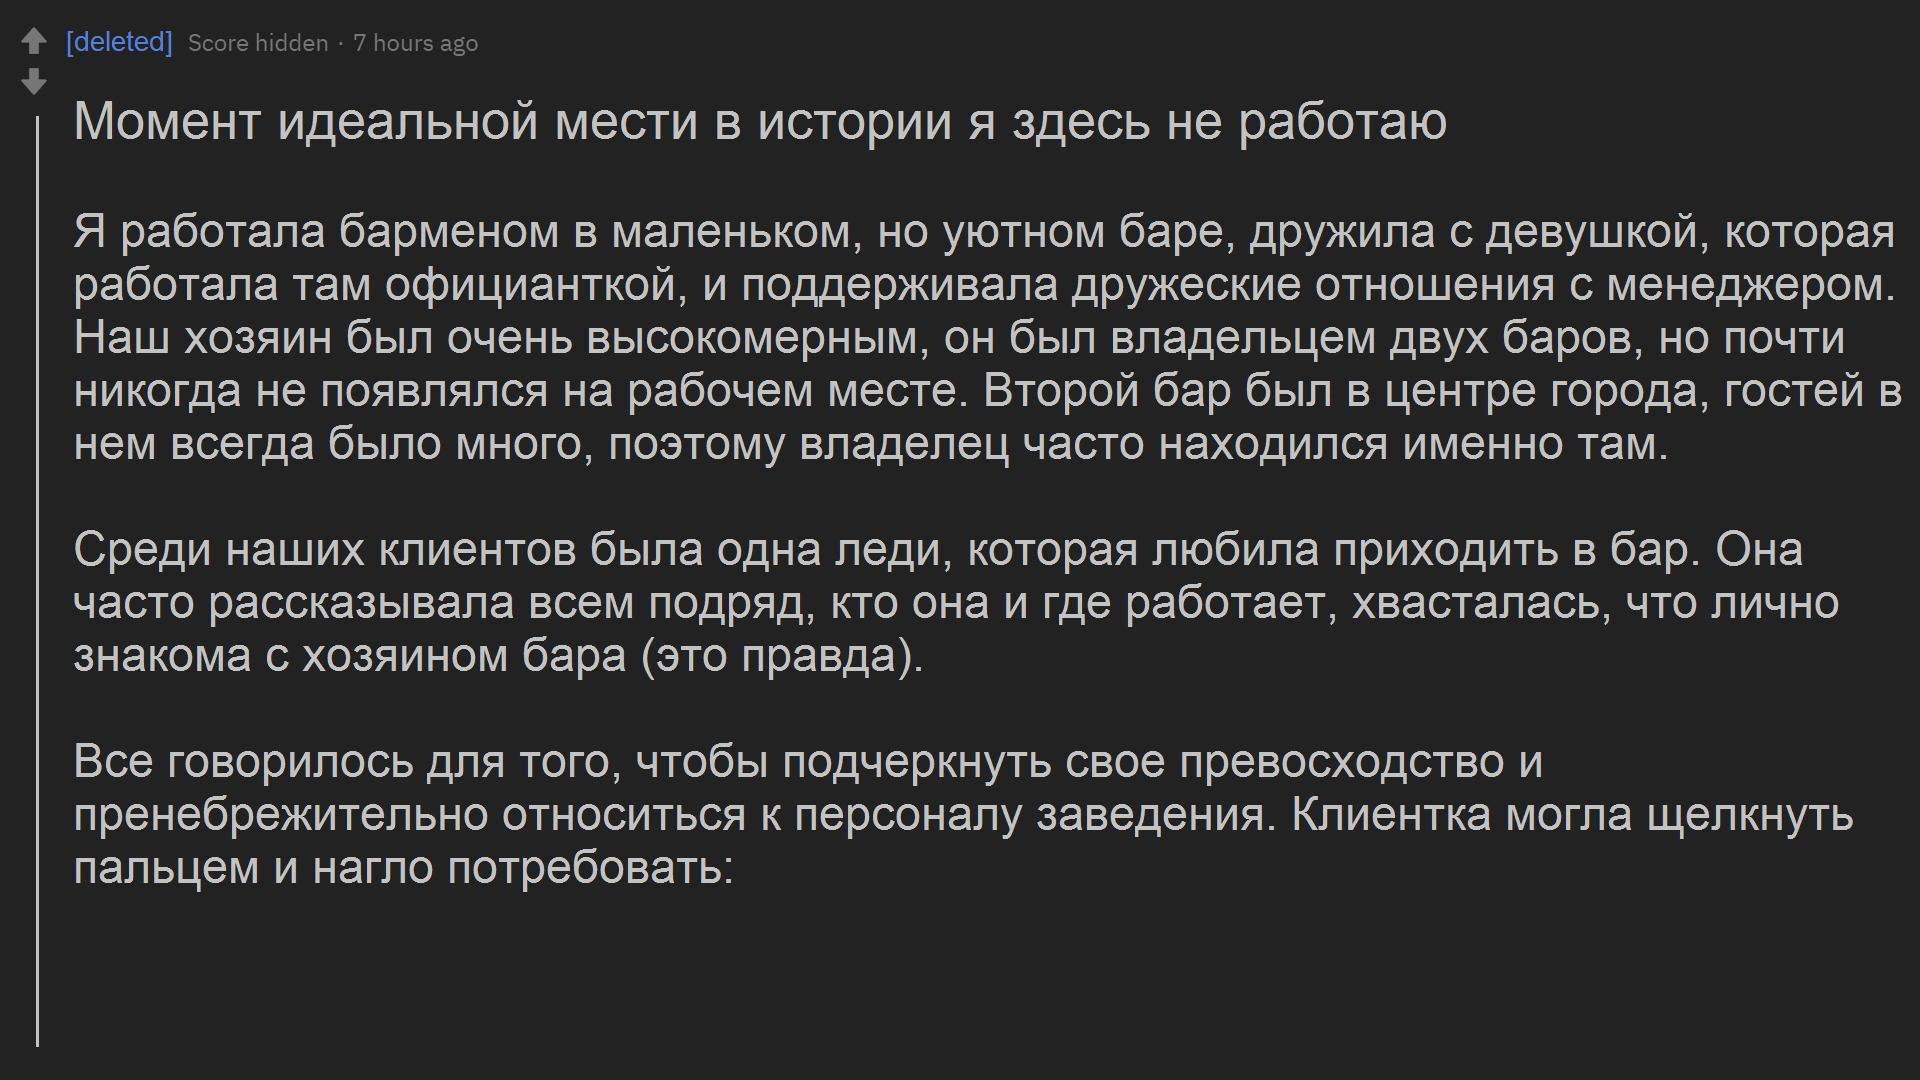 [deleted] Score hidden · 7 hours ago
Момент идеальной мести в истории я здесь не работаю
Я работала барменом в маленьком, но уютном баре, дружила с девушкой, которая
работала там официанткой, и поддерживала дружеские отношения с менеджером.
Наш хозяин был очень высокомерным, он был владельцем двух баров, но почти
никогда не появлялся на рабочем месте. Второй бар был в центре города, гостей в
нем всегда было много, поэтому владелец часто находился именно там.
Среди наших клиентов была одна леди, которая любила приходить в бар. Она
часто рассказывала всем подряд, кто она и где работает, хвасталась, что лично
знакома с хозяином бара (это правда).
Все говорилось для того, чтобы подчеркнуть свое превосходство и
пренебрежительно относиться к персоналу заведения. Клиентка могла щелкнуть
пальцем и нагло потребовать: